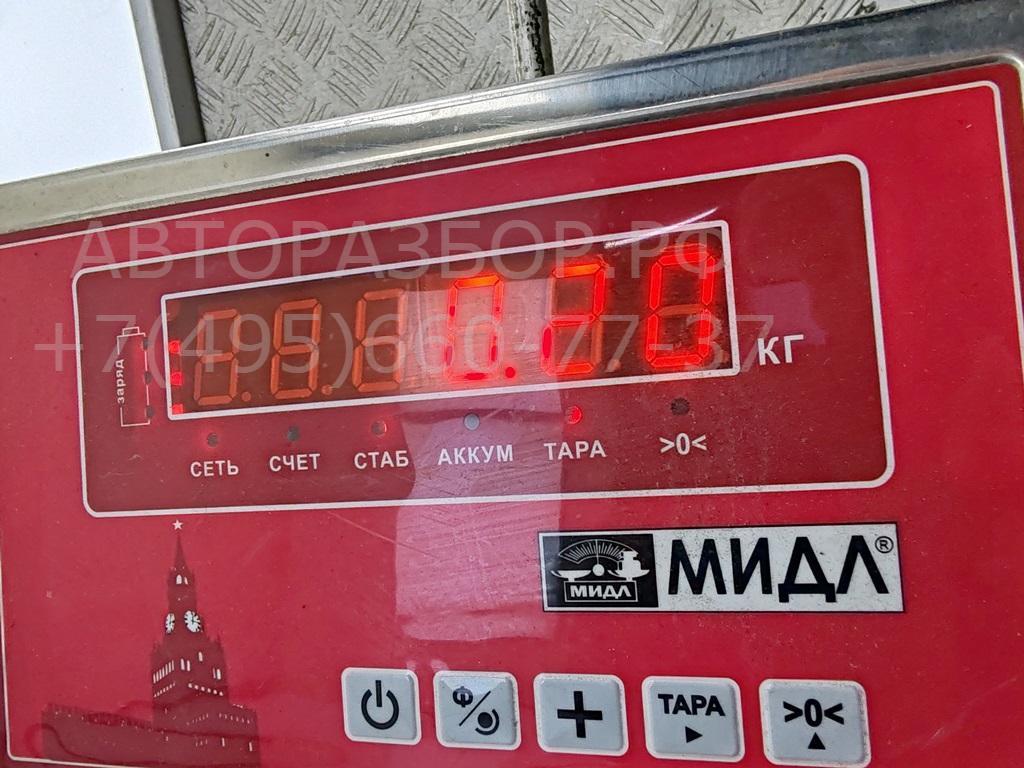 АВТОРАЗБОР.РФ
+7(495)660-77-37
0.20
КГ
заряд
СЕТЬ СЧЕТ СТАБ АККУМ ТАРА >0<
МИДЛ МИДЛ®
Ф + ТАРА >0<